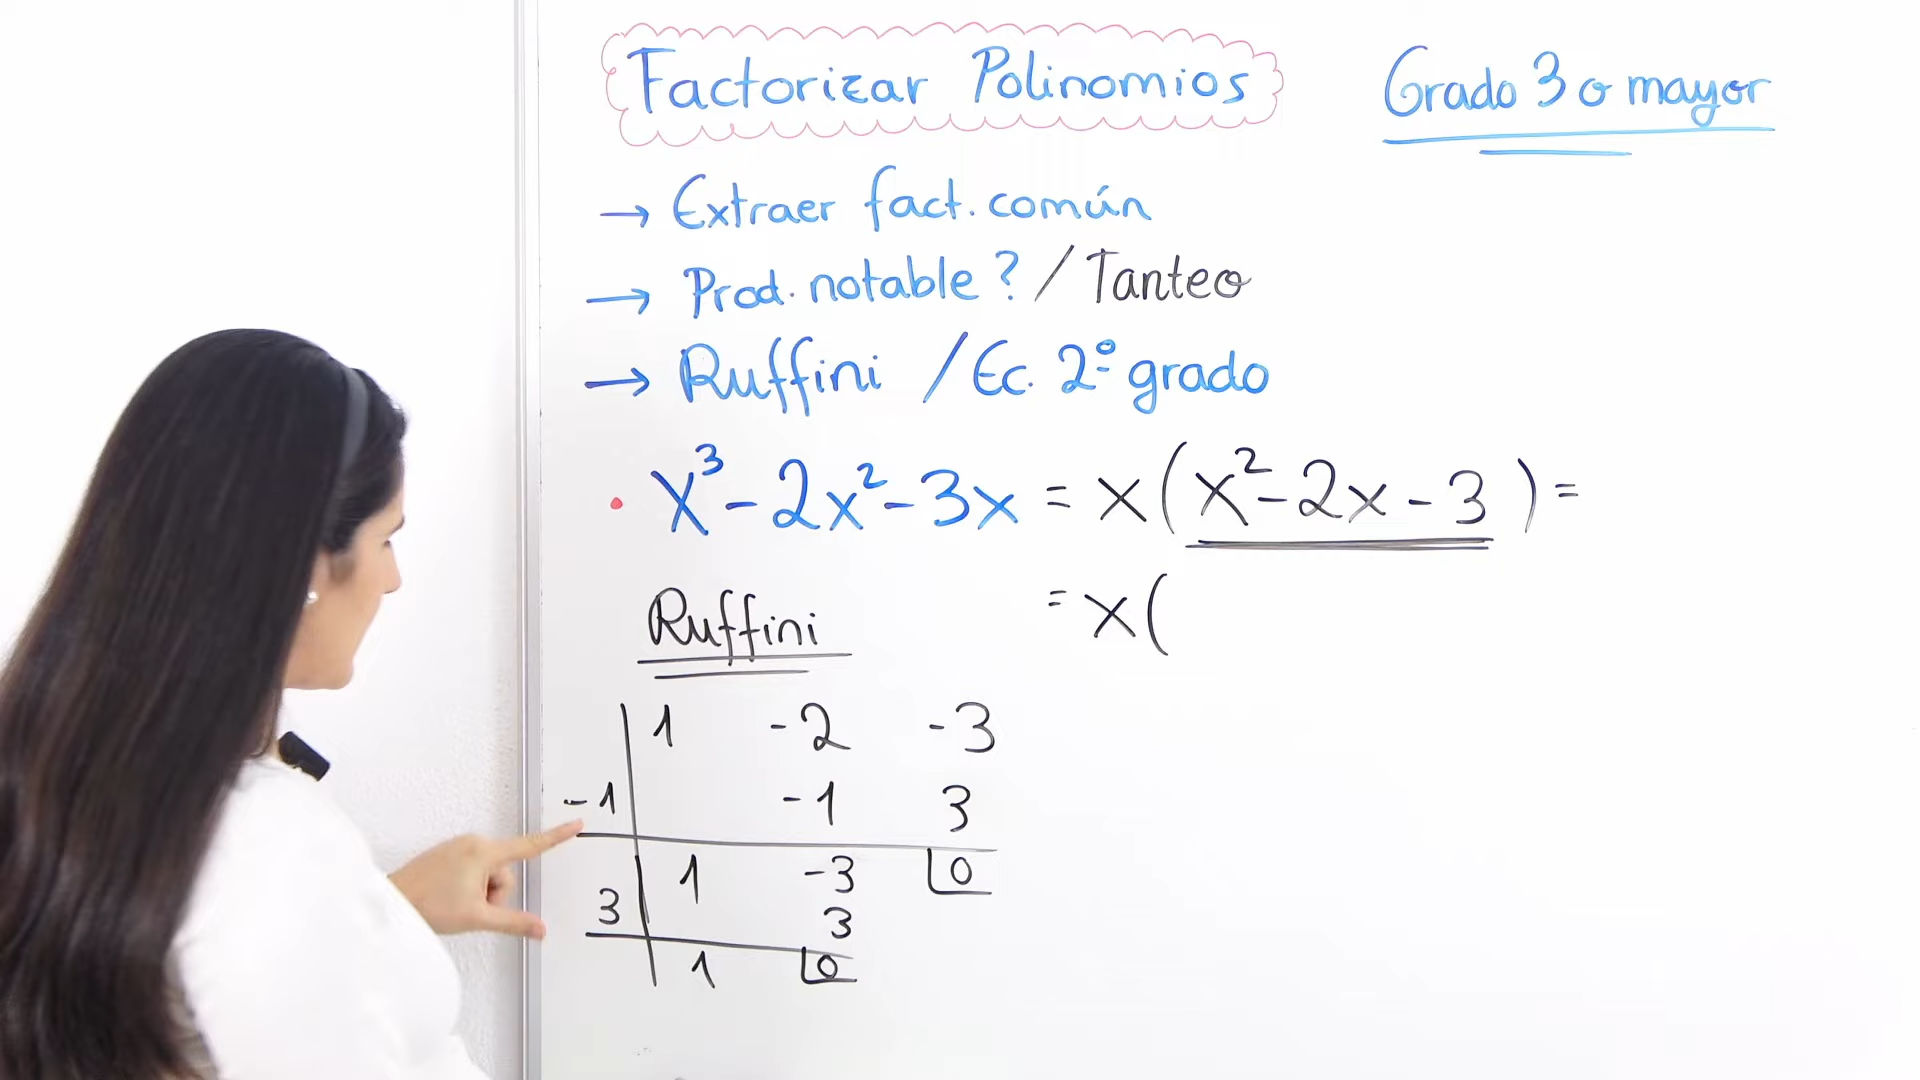 Factorizar Polinomios
Grado 3 o mayor
→ Extraer fact. común
→ Prod. notable ? / Tanteo
→ Ruffini / Ec. 2º grado
• x³ - 2x² - 3x = x(x² - 2x - 3) =
= x(
Ruffini
1 -2 -3
-1 -1 3
1 -3 0
3 3
1 0